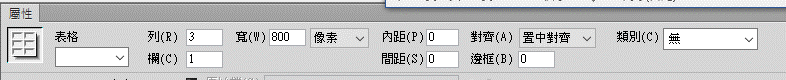 屬性
表格 列(R) 3 寬(W) 800 像素 內距(P) 0 對齊(A) 置中對齊 類別(C) 無
欄(C) 1 間距(S) 0 邊框(B) 0